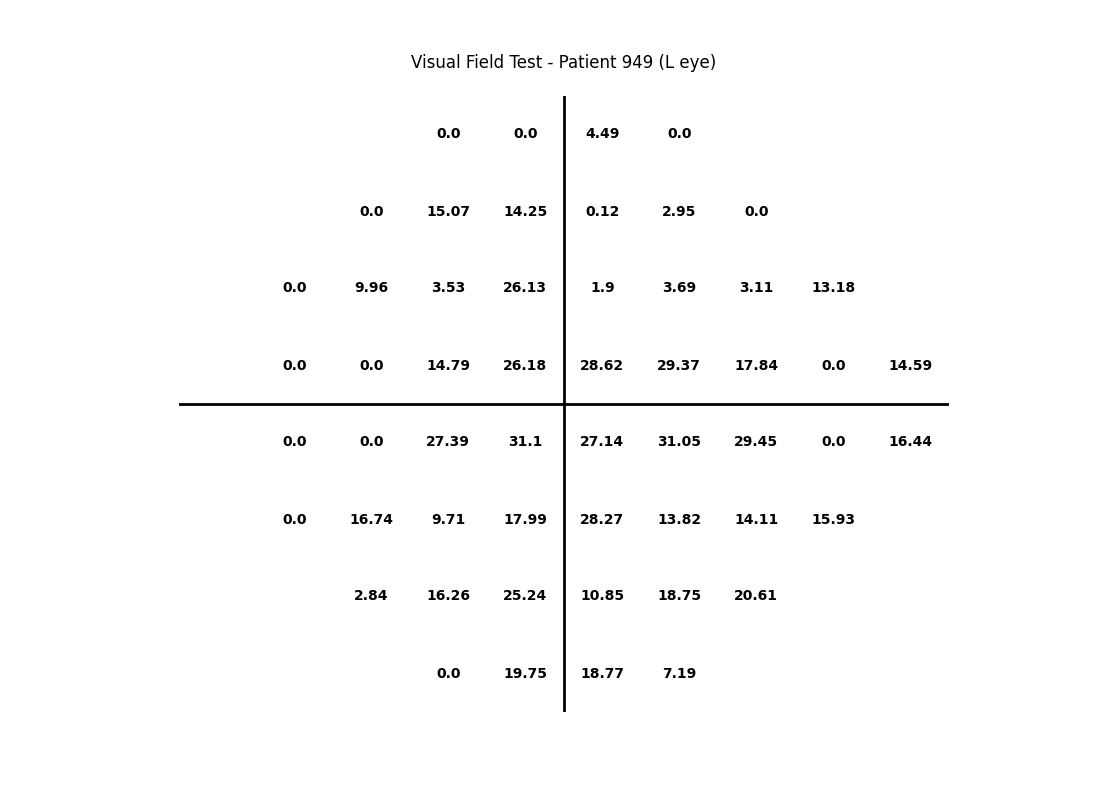 Visual Field Test - Patient 949 (L eye)
0.0 0.0 4.49 0.0
0.0 15.07 14.25 0.12 2.95 0.0
0.0 9.96 3.53 26.13 1.9 3.69 3.11 13.18
0.0 0.0 14.79 26.18 28.62 29.37 17.84 0.0 14.59
0.0 0.0 27.39 31.1 27.14 31.05 29.45 0.0 16.44
0.0 16.74 9.71 17.99 28.27 13.82 14.11 15.93
2.84 16.26 25.24 10.85 18.75 20.61
0.0 19.75 18.77 7.19